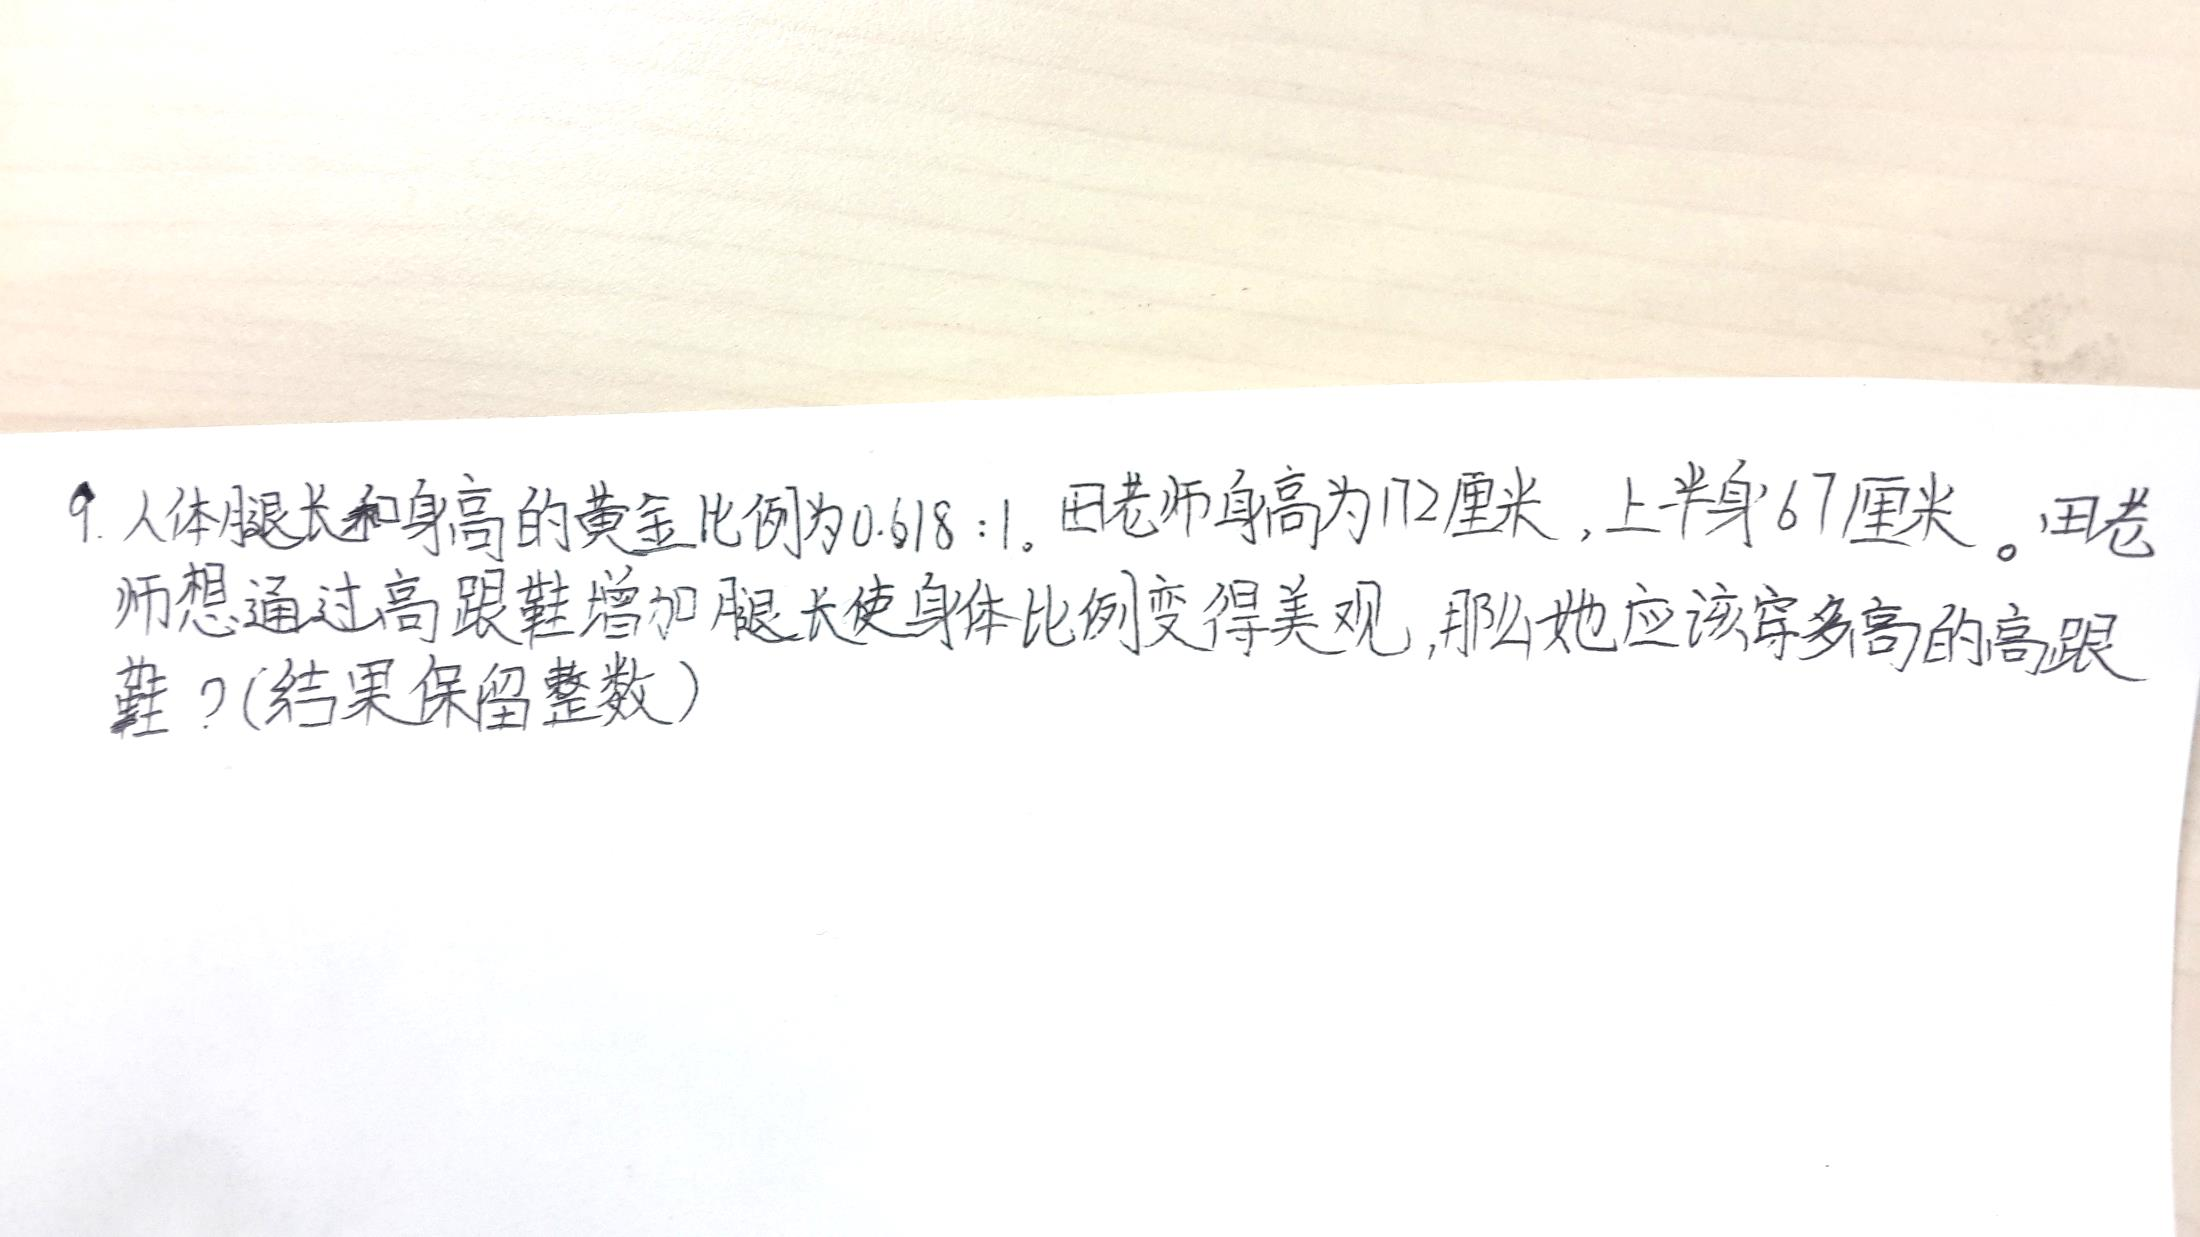 9. 人体腿长和身高的黄金比例为0.618:1。田老师身高为172厘米,上半身67厘米。田老
师想通过高跟鞋增加腿长使身体比例变得美观,那么她应该穿多高的高跟
鞋?(结果保留整数)